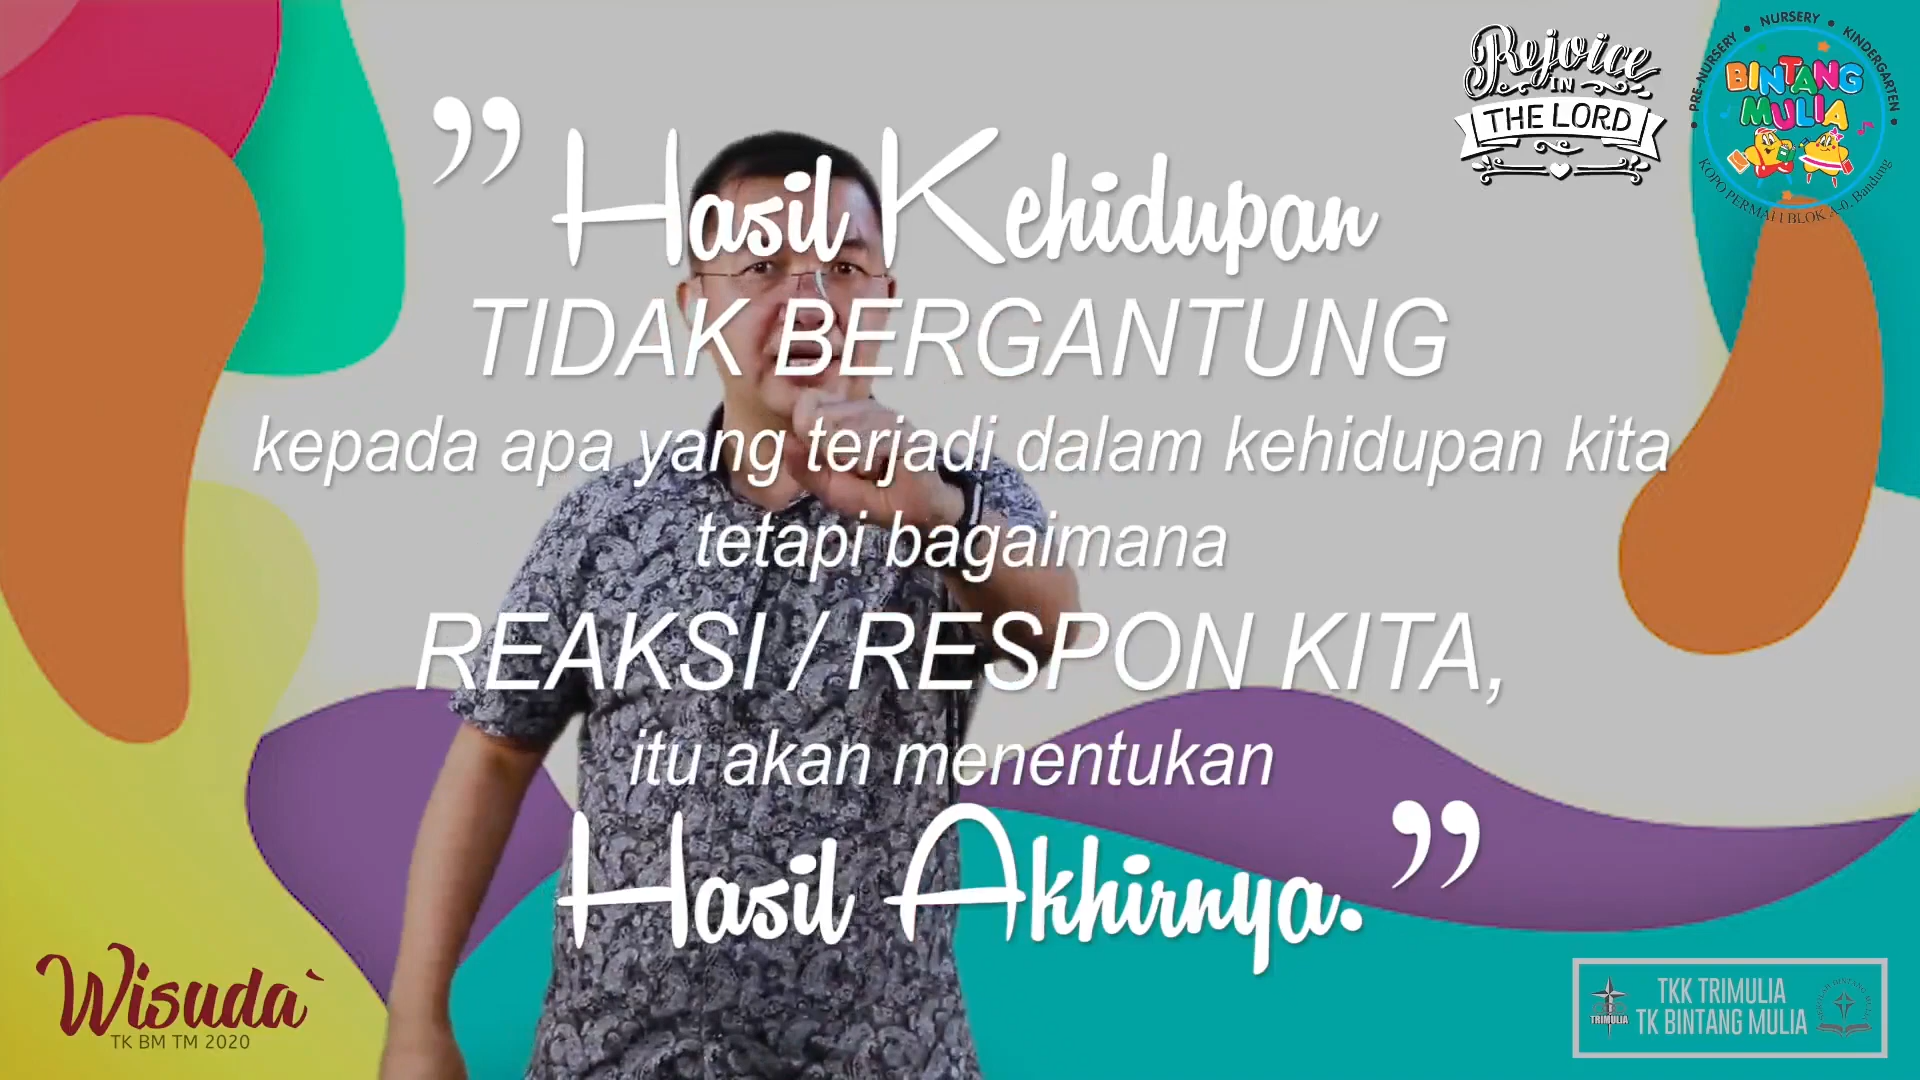 Rejoice
IN
THE LORD
PRE-NURSERY • NURSERY • KINDERGARTEN
BINTANG
MULIA
KOPO PERMAI I BLOK A-0, Bandung
”Hasil Kehidupan
TIDAK BERGANTUNG
kepada apa yang terjadi dalam kehidupan kita
tetapi bagaimana
REAKSI / RESPON KITA,
itu akan menentukan
Hasil Akhirnya.”
Wisuda`
TK BM TM 2020
TRIMULIA
TKK TRIMULIA
TK BINTANG MULIA